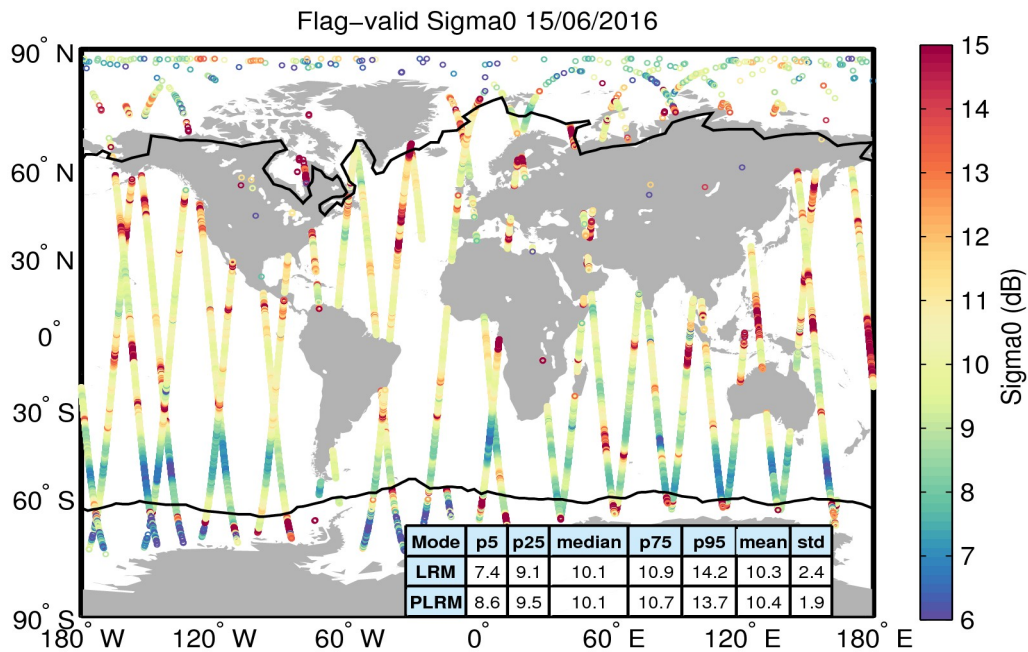 Flag-valid Sigma0 15/06/2016
90° N
60° N
30° N
0°
30° S
60° S
90° S
180° W
120° W
60° W
0°
60° E
120° E
180° E
Mode p5 p25 median p75 p95 mean std
LRM 7.4 9.1 10.1 10.9 14.2 10.3 2.4
PLRM 8.6 9.5 10.1 10.7 13.7 10.4 1.9
15
14
13
12
11
10
9
8
7
6
Sigma0 (dB)